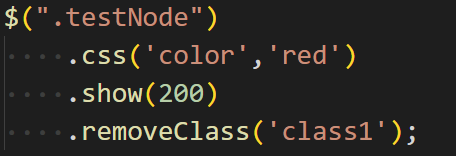 $(".testNode")
    .css('color','red')
    .show(200)
    .removeClass('class1');